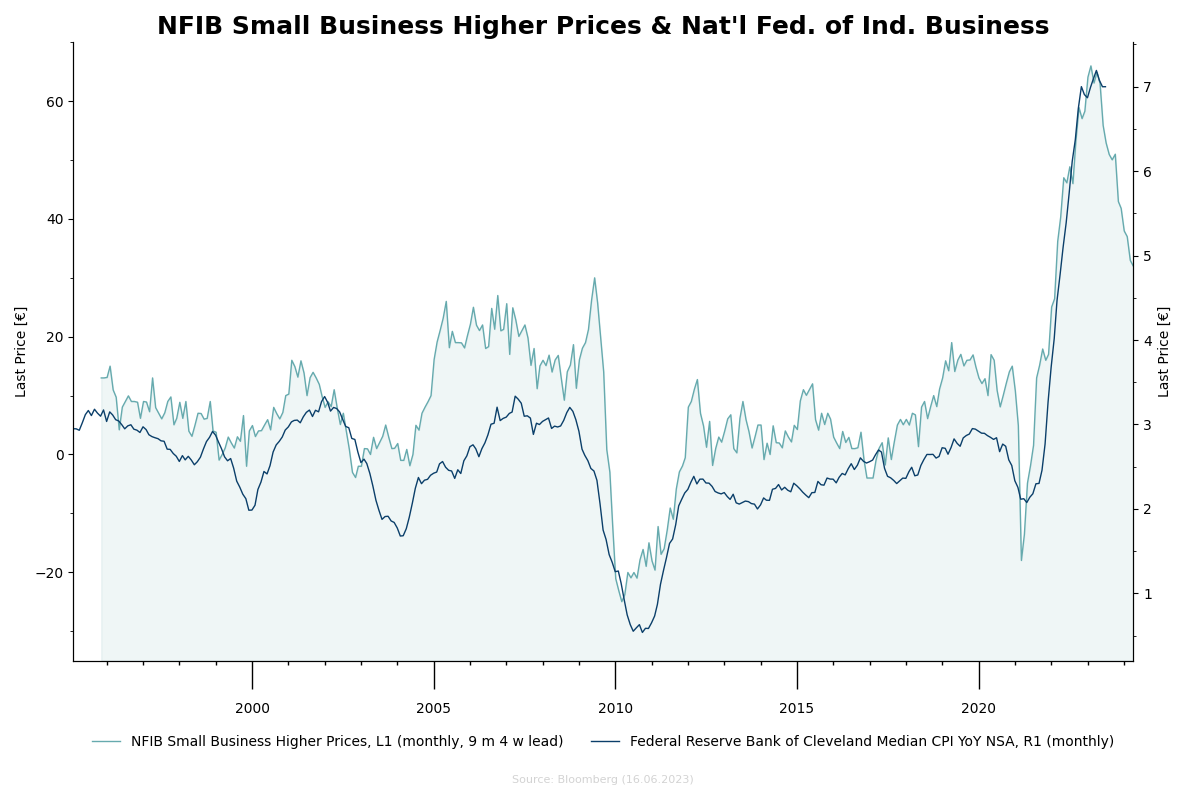 NFIB Small Business Higher Prices & Nat'l Fed. of Ind. Business
60
40
20
0
−20
Last Price [€]
7
6
5
4
3
2
1
Last Price [€]
2000 2005 2010 2015 2020
NFIB Small Business Higher Prices, L1 (monthly, 9 m 4 w lead) Federal Reserve Bank of Cleveland Median CPI YoY NSA, R1 (monthly)
Source: Bloomberg (16.06.2023)